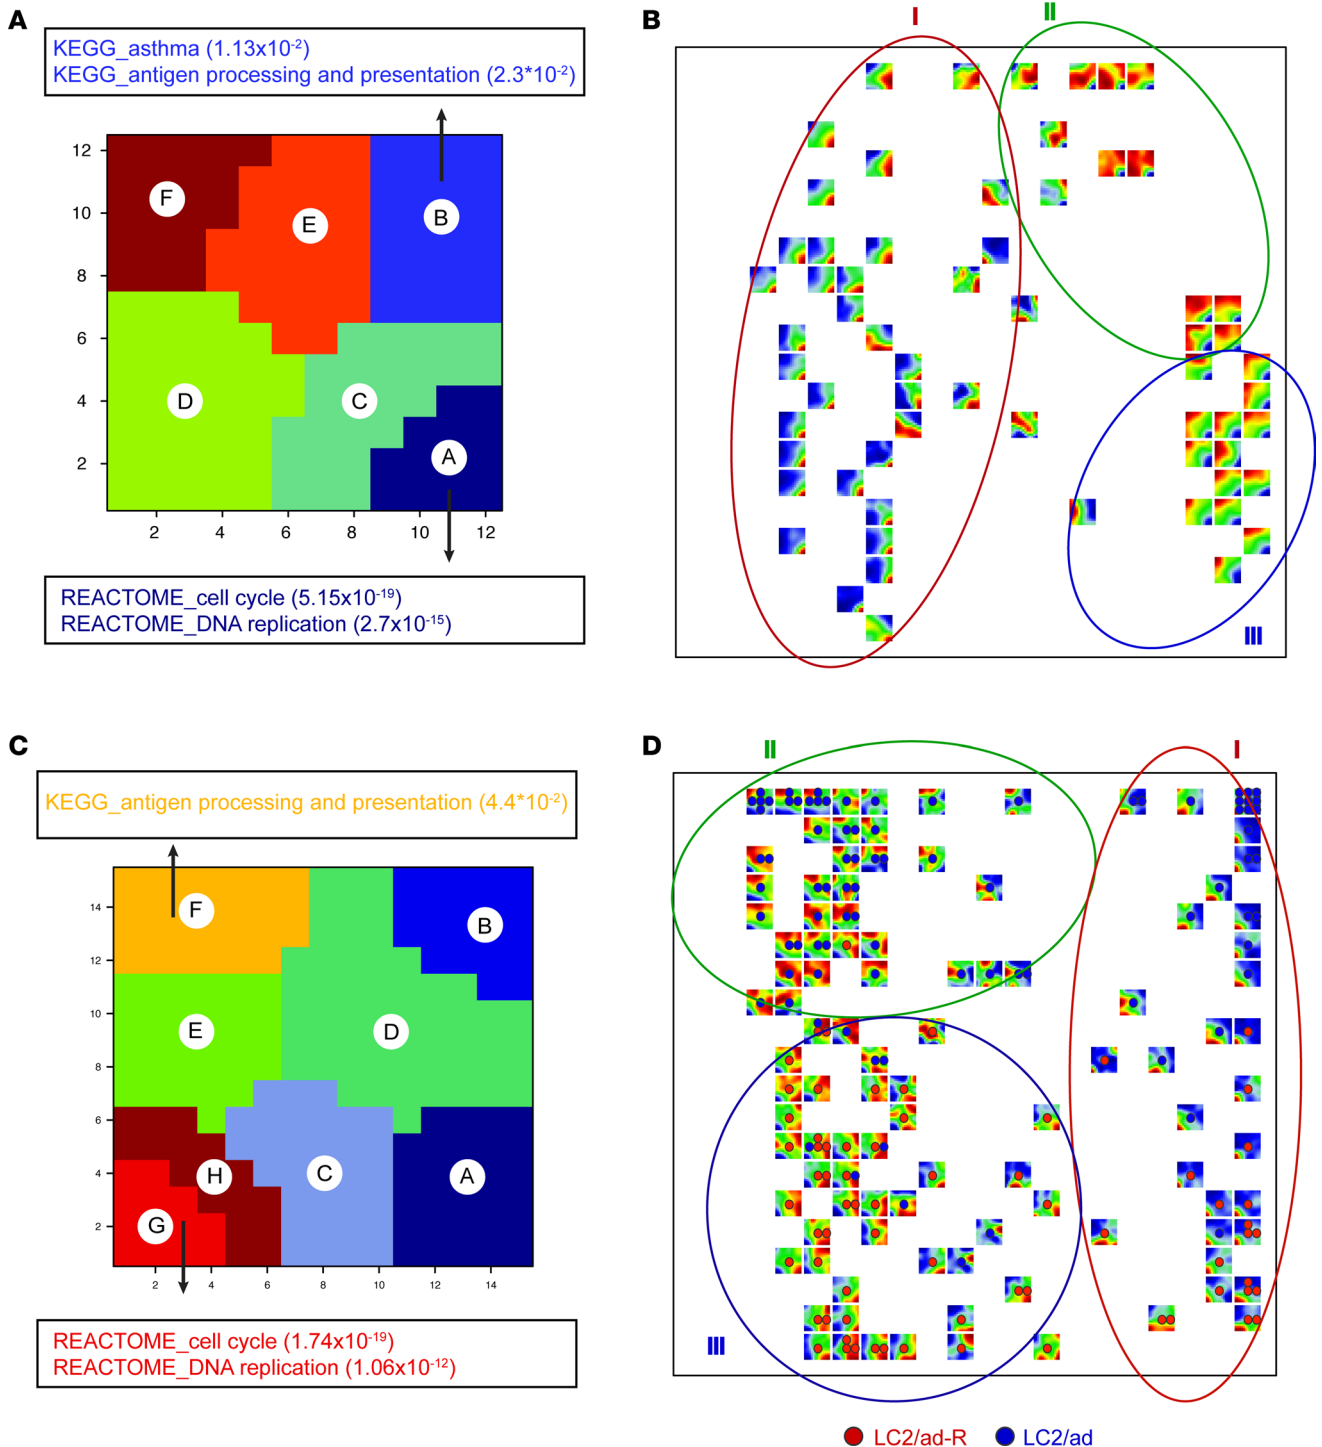 A
KEGG_asthma (1.13x10-2)
KEGG_antigen processing and presentation (2.3*10-2)
12
10
8
6
4
2
2 4 6 8 10 12
F
E
B
D
C
A
REACTOME_cell cycle (5.15x10-19)
REACTOME_DNA replication (2.7x10-15)
B
I
II
III
C
KEGG_antigen processing and presentation (4.4*10-2)
14
12
10
8
6
4
2
2 4 6 8 10 12 14
F
B
E
D
H
C
A
G
REACTOME_cell cycle (1.74x10-19)
REACTOME_DNA replication (1.06x10-12)
D
II
I
III
LC2/ad-R LC2/ad